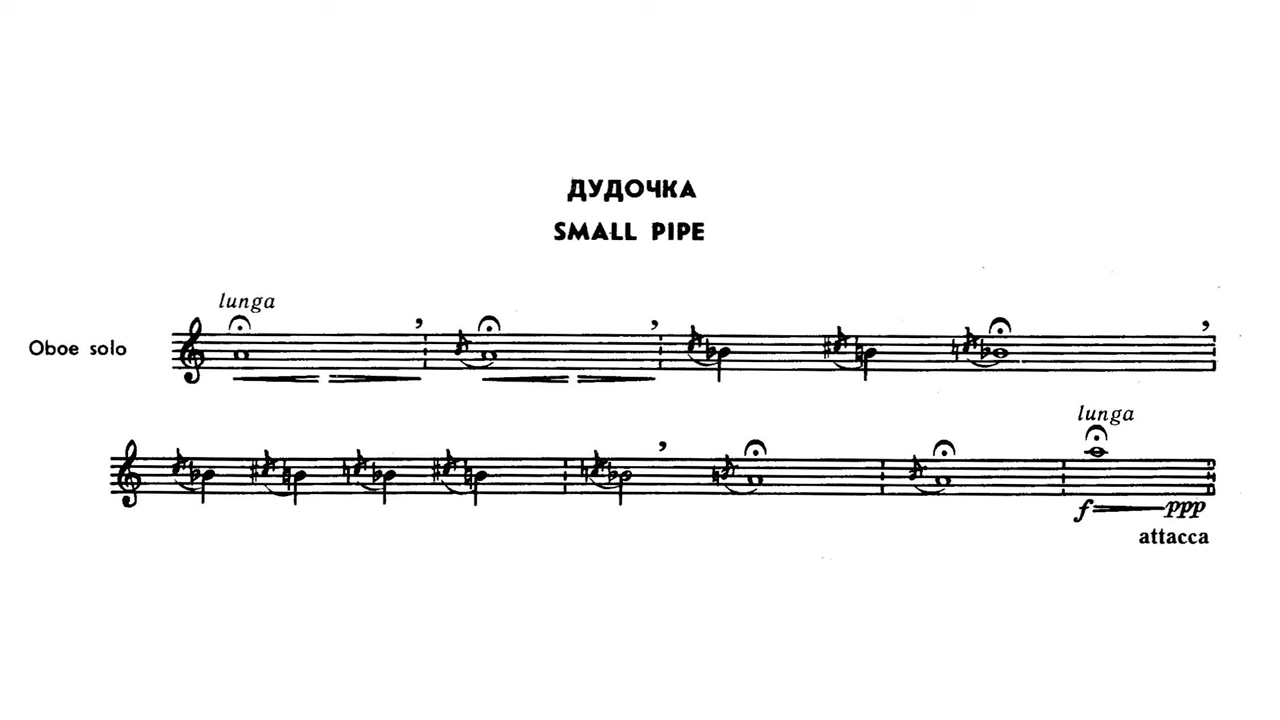 ДУДОЧКА
SMALL PIPE
lunga
Oboe solo
lunga
f ppp
attacca